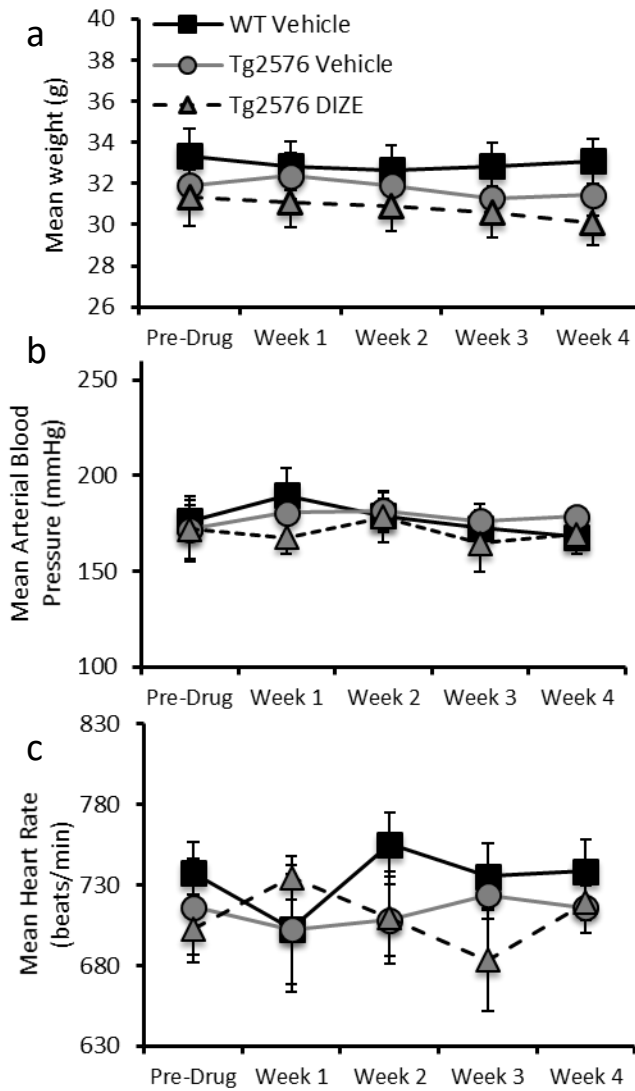 a
WT Vehicle
Tg2576 Vehicle
Tg2576 DIZE
Mean weight (g)
40
38
36
34
32
30
28
26
Pre-Drug Week 1 Week 2 Week 3 Week 4
b
Mean Arterial Blood
Pressure (mmHg)
250
200
150
100
Pre-Drug Week 1 Week 2 Week 3 Week 4
c
Mean Heart Rate
(beats/min)
830
780
730
680
630
Pre-Drug Week 1 Week 2 Week 3 Week 4